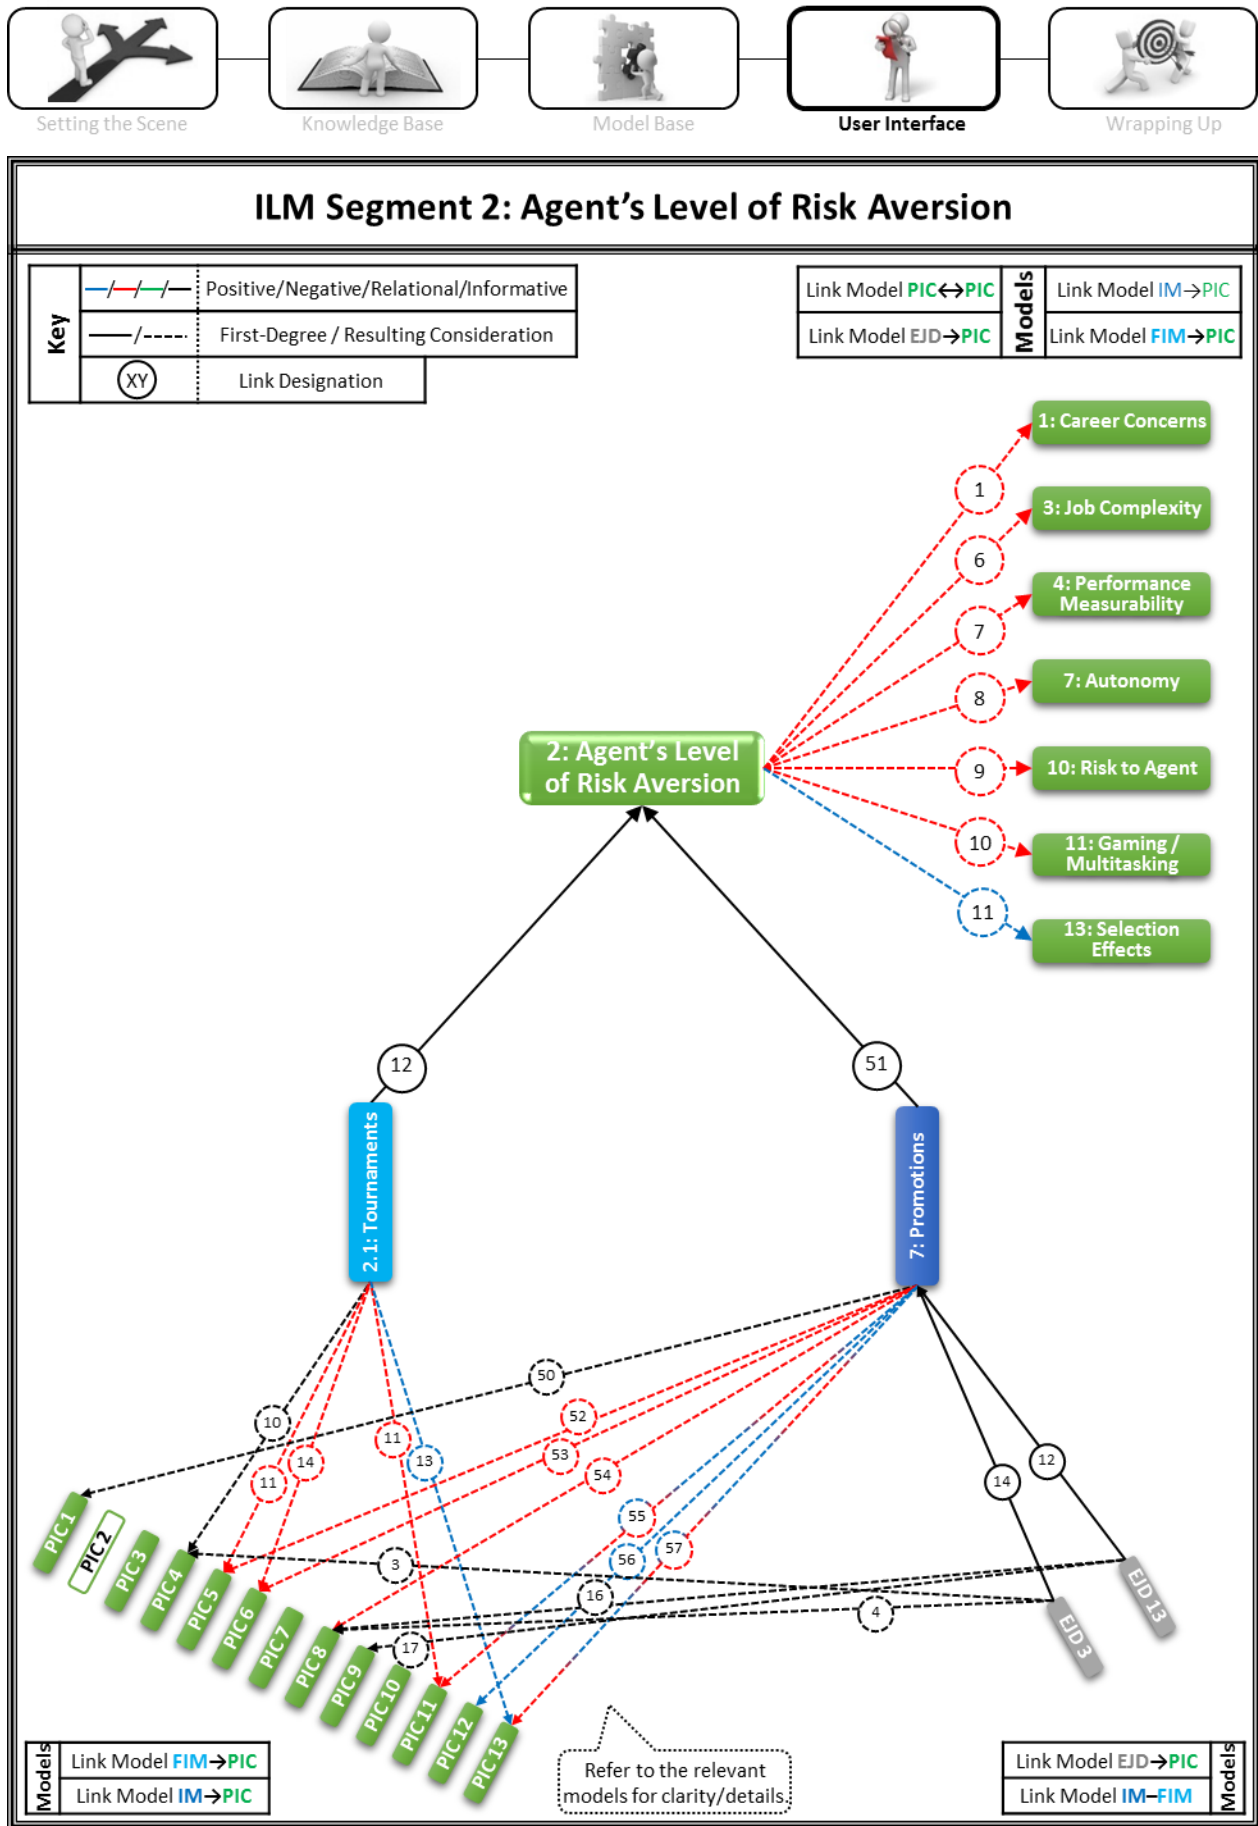 Setting the Scene
Knowledge Base
Model Base
User Interface
Wrapping Up
ILM Segment 2: Agent's Level of Risk Aversion
Key
Positive/Negative/Relational/Informative
First-Degree / Resulting Consideration
XY
Link Designation
Link Model PIC↔PIC
Link Model EJD→PIC
Models
Link Model IM→PIC
Link Model FIM→PIC
1: Career Concerns
1
3: Job Complexity
6
4: Performance
Measurability
7
7: Autonomy
8
2: Agent's Level
of Risk Aversion
9
10: Risk to Agent
10
11: Gaming /
Multitasking
11
13: Selection
Effects
12
51
2.1: Tournaments
7: Promotions
50
10
52
11
13
53
14
11
54
12
14
55
56
57
3
16
4
17
PIC 1
PIC 2
PIC 3
PIC 4
PIC 5
PIC 6
PIC 7
PIC 8
PIC 9
PIC 10
PIC 11
PIC 12
PIC 13
EJD 13
EJD 3
Models
Link Model FIM→PIC
Link Model IM→PIC
Refer to the relevant
models for clarity/details.
Link Model EJD→PIC
Link Model IM–FIM
Models